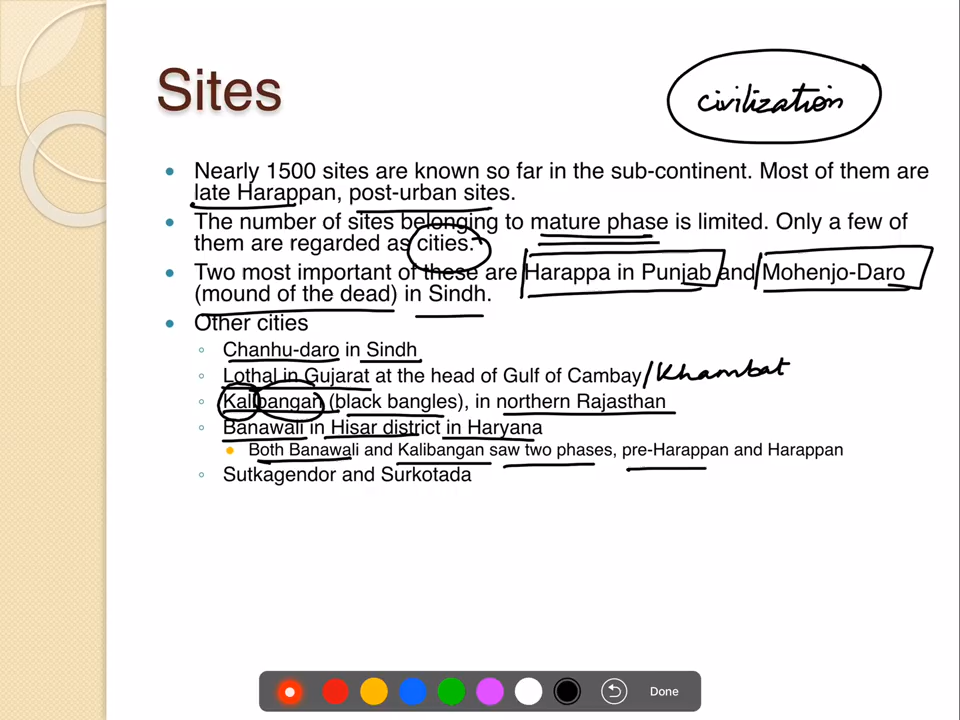 Sites
civilization
Nearly 1500 sites are known so far in the sub-continent. Most of them are
late Harappan, post-urban sites.
The number of sites belonging to mature phase is limited. Only a few of
them are regarded as cities.
Two most important of these are Harappa in Punjab and Mohenjo-Daro
(mound of the dead) in Sindh.
Other cities
Chanhu-daro in Sindh
Lothal in Gujarat at the head of Gulf of Cambay/Khambat
Kalibangan (black bangles), in northern Rajasthan
Banawali in Hisar district in Haryana
Both Banawali and Kalibangan saw two phases, pre-Harappan and Harappan
Sutkagendor and Surkotada
Done